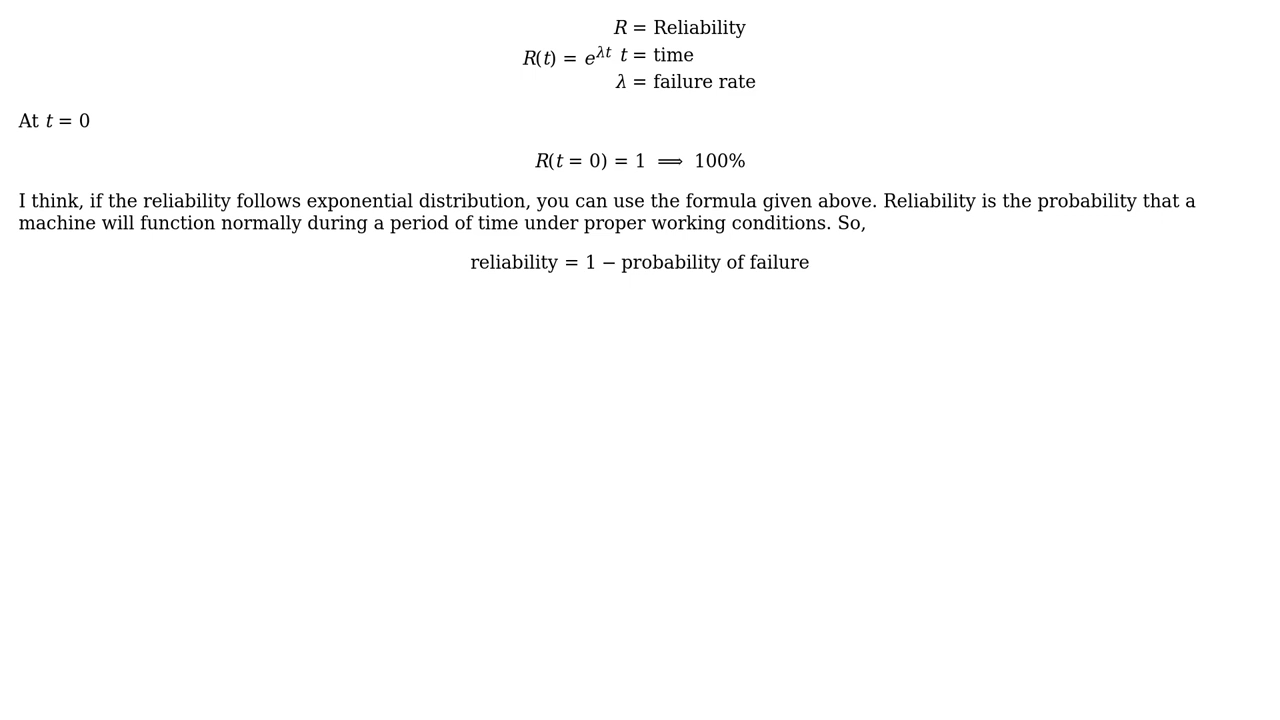 R = Reliability
R(t) = e^{λt} t = time
λ = failure rate
At t = 0
R(t = 0) = 1 ⟹ 100%
I think, if the reliability follows exponential distribution, you can use the formula given above. Reliability is the probability that a
machine will function normally during a period of time under proper working conditions. So,
reliability = 1 − probability of failure